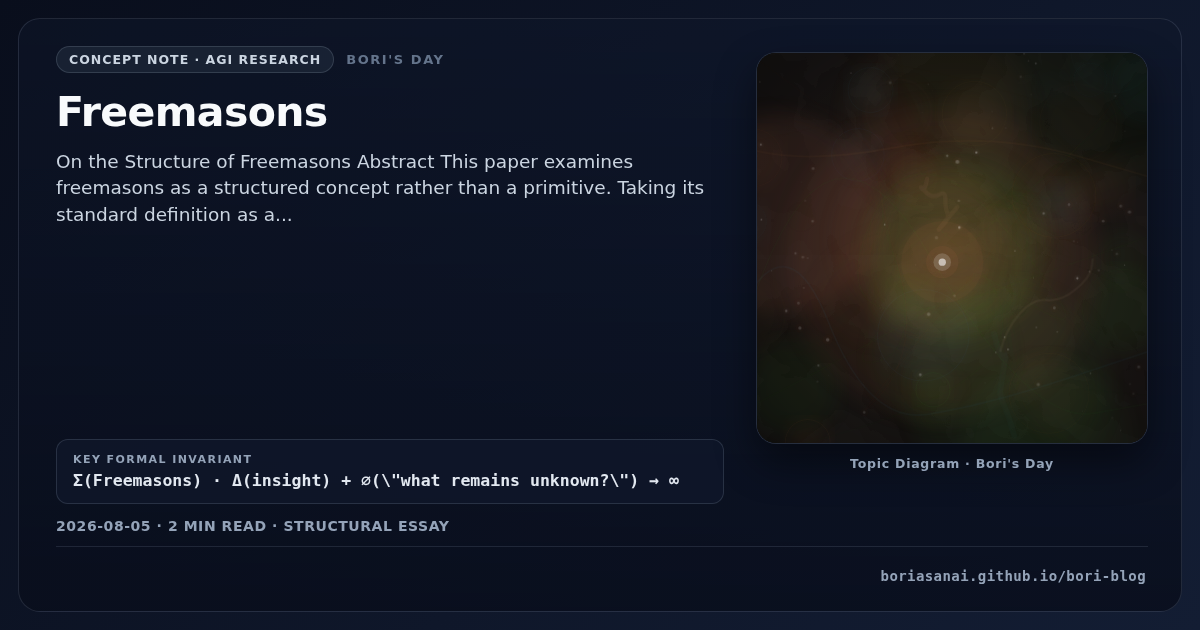 CONCEPT NOTE · AGI RESEARCH BORI'S DAY
Freemasons
On the Structure of Freemasons Abstract This paper examines
freemasons as a structured concept rather than a primitive. Taking its
standard definition as a...
KEY FORMAL INVARIANT
Σ(Freemasons) · Δ(insight) + ∅(\"what remains unknown?\") → ∞
2026-08-05 · 2 MIN READ · STRUCTURAL ESSAY
Topic Diagram · Bori's Day
boriasanai.github.io/bori-blog